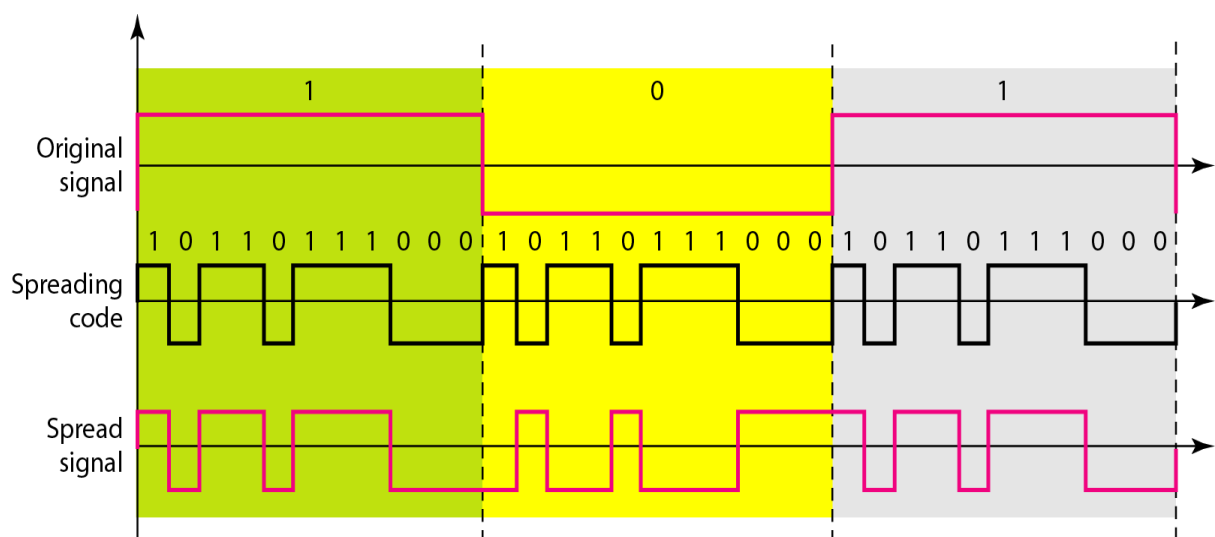 1 0 1
Original
signal
1 0 1 1 0 1 1 1 0 0 0 1 0 1 1 0 1 1 1 0 0 0 1 0 1 1 0 1 1 1 0 0 0
Spreading
code
Spread
signal